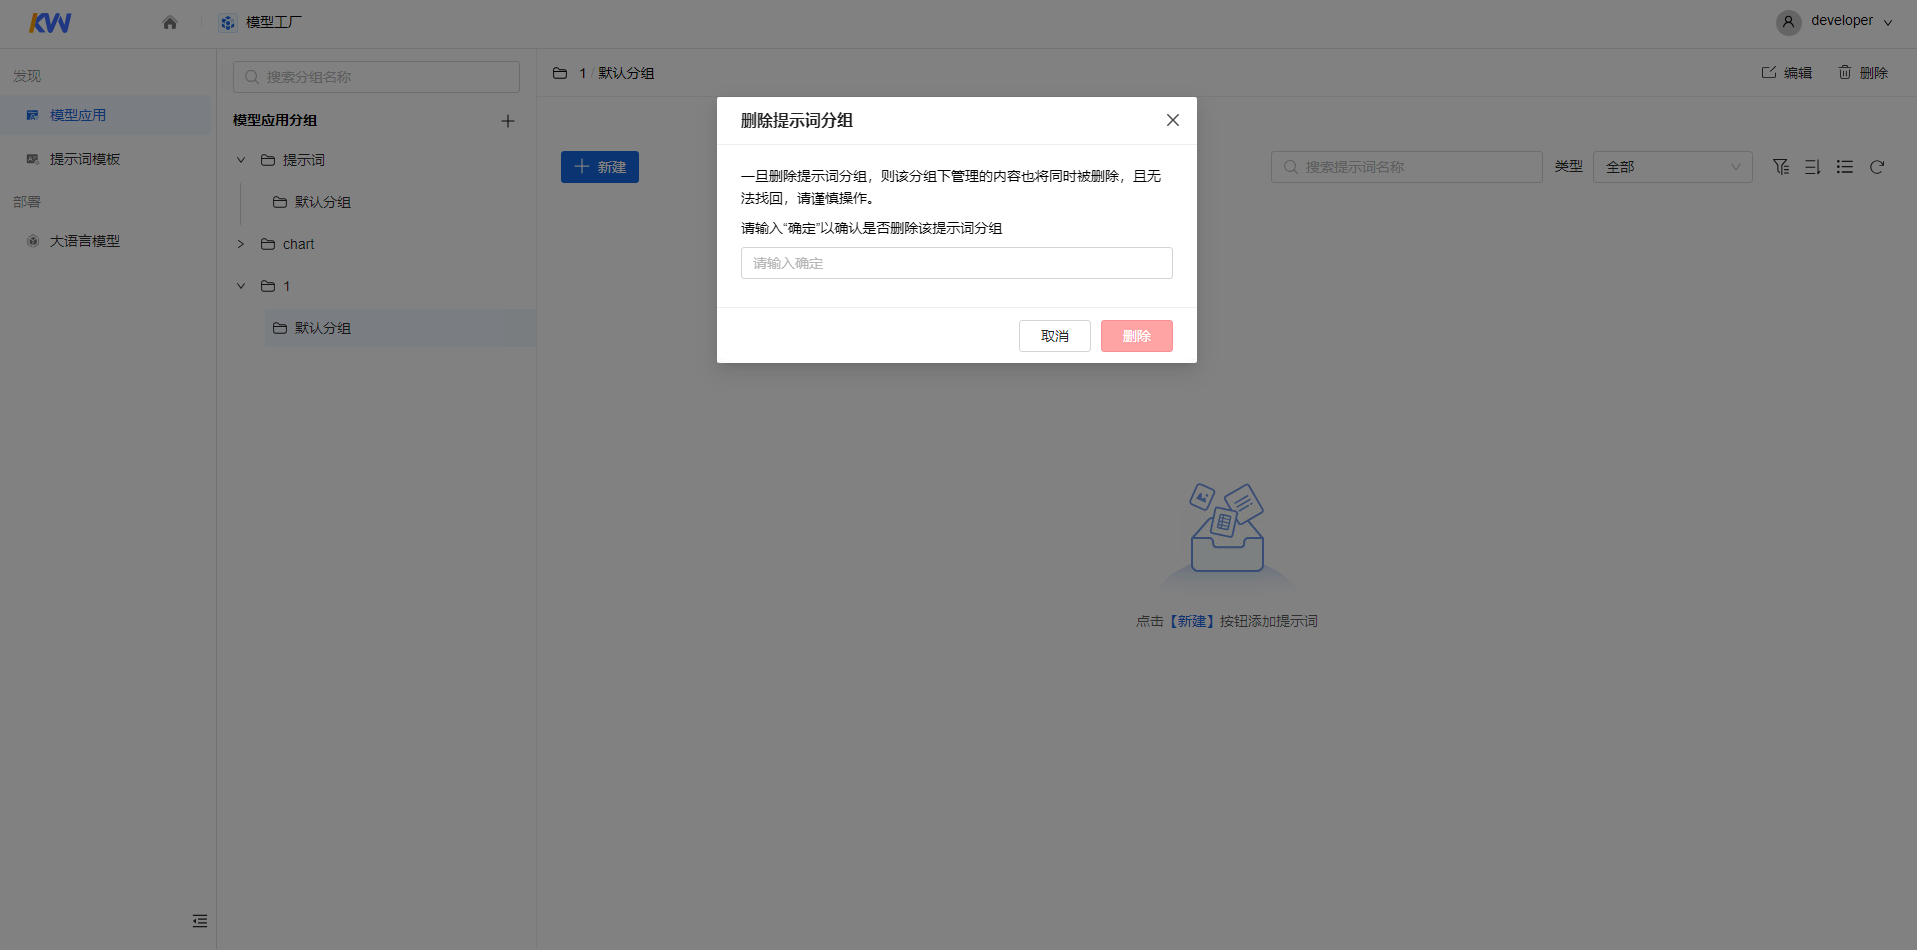 KW
模型工厂
developer
发现
模型应用
提示词模板
部署
大语言模型
搜索分组名称
模型应用分组
提示词
默认分组
chart
1
默认分组
1 / 默认分组
编辑
删除
新建
搜索提示词名称
类型
全部
删除提示词分组
一旦删除提示词分组，则该分组下管理的内容也将同时被删除，且无
法找回，请谨慎操作。
请输入“确定”以确认是否删除该提示词分组
请输入确定
取消
删除
点击【新建】按钮添加提示词